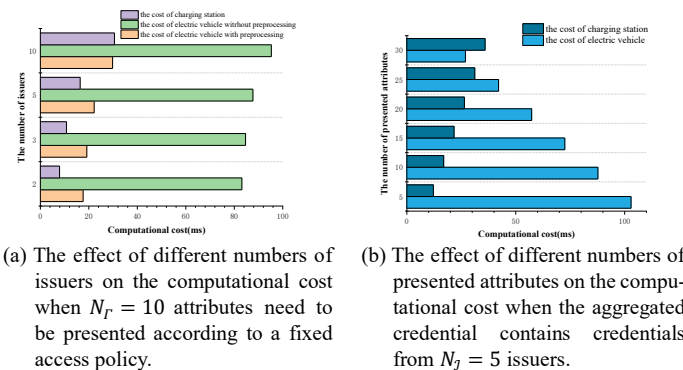 the cost of charging station
the cost of electric vehicle wirhout preprocessing
the cost of electric vehicle with preprocessing
The number of issuers
10
5
3
2
0 20 40 60 80 100
Computational cost(ms)
the cost of charging station
the cost of electric vehicle
The number of presented attributes
30
25
20
15
10
5
0 50 100
Computational cost(ms)
(a) The effect of different numbers of
issuers on the computational cost
when N_Γ = 10 attributes need to
be presented according to a fixed
access policy.
(b) The effect of different numbers of
presented attributes on the compu-
tational cost when the aggregated
credential contains credentials
from N_J = 5 issuers.